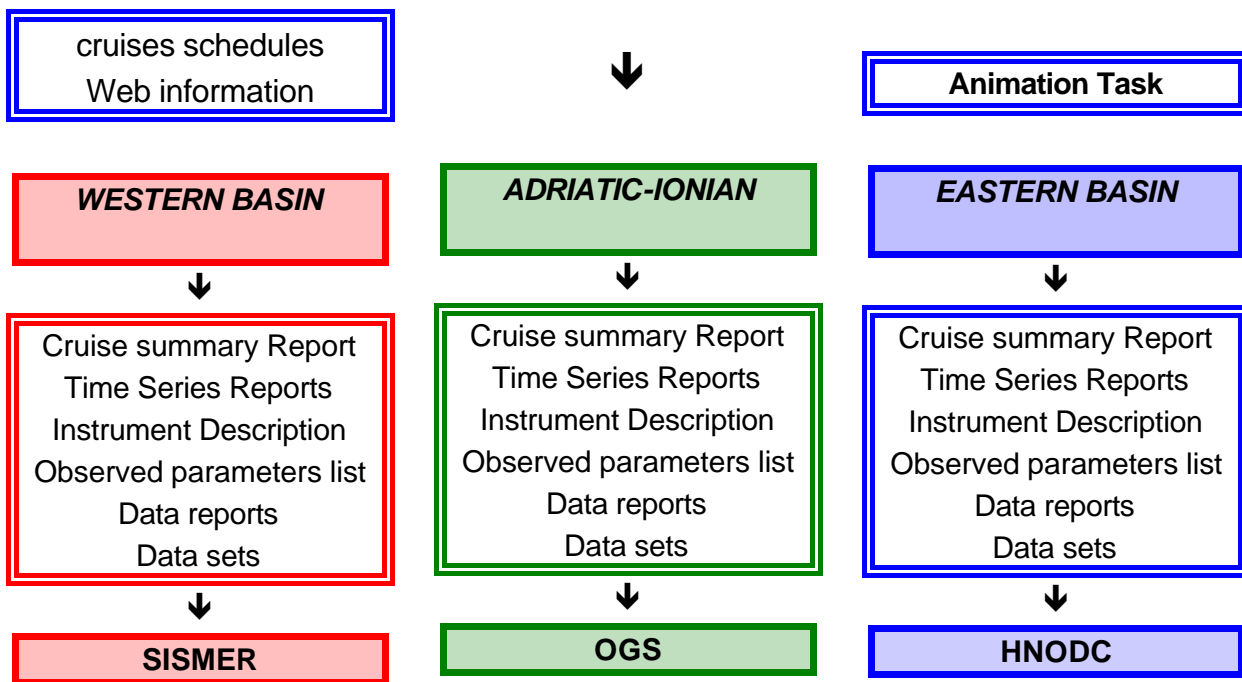 cruises schedules
Web information
Animation Task
WESTERN BASIN
ADRIATIC-IONIAN
EASTERN BASIN
Cruise summary Report
Time Series Reports
Instrument Description
Observed parameters list
Data reports
Data sets
Cruise summary Report
Time Series Reports
Instrument Description
Observed parameters list
Data reports
Data sets
Cruise summary Report
Time Series Reports
Instrument Description
Observed parameters list
Data reports
Data sets
SISMER
OGS
HNODC